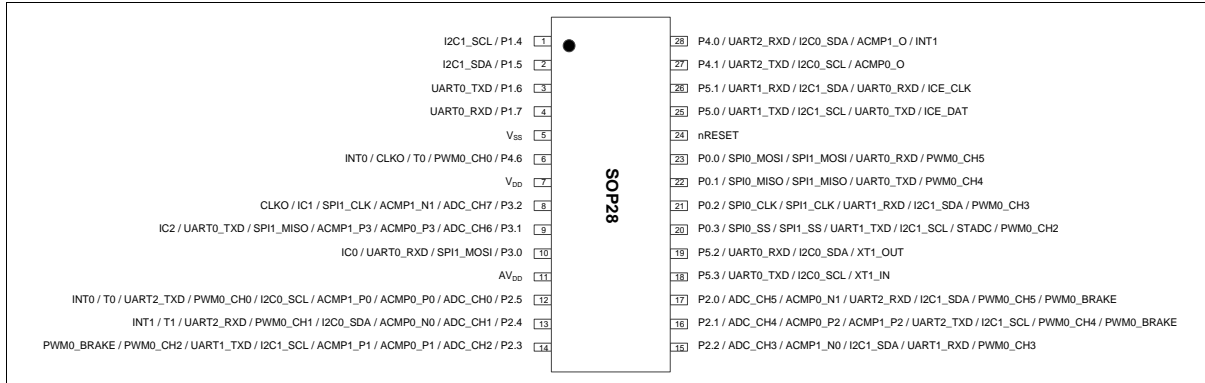 I2C1_SCL / P1.4 1
I2C1_SDA / P1.5 2
UART0_TXD / P1.6 3
UART0_RXD / P1.7 4
VSS 5
INT0 / CLKO / T0 / PWM0_CH0 / P4.6 6
VDD 7
CLKO / IC1 / SPI1_CLK / ACMP1_N1 / ADC_CH7 / P3.2 8
IC2 / UART0_TXD / SPI1_MISO / ACMP1_P3 / ACMP0_P3 / ADC_CH6 / P3.1 9
IC0 / UART0_RXD / SPI1_MOSI / P3.0 10
AVDD 11
INT0 / T0 / UART2_TXD / PWM0_CH0 / I2C0_SCL / ACMP1_P0 / ACMP0_P0 / ADC_CH0 / P2.5 12
INT1 / T1 / UART2_RXD / PWM0_CH1 / I2C0_SDA / ACMP0_N0 / ADC_CH1 / P2.4 13
PWM0_BRAKE / PWM0_CH2 / UART1_TXD / I2C1_SCL / ACMP1_P1 / ACMP0_P1 / ADC_CH2 / P2.3 14
SOP28
28 P4.0 / UART2_RXD / I2C0_SDA / ACMP1_O / INT1
27 P4.1 / UART2_TXD / I2C0_SCL / ACMP0_O
26 P5.1 / UART1_RXD / I2C1_SDA / UART0_RXD / ICE_CLK
25 P5.0 / UART1_TXD / I2C1_SCL / UART0_TXD / ICE_DAT
24 nRESET
23 P0.0 / SPI0_MOSI / SPI1_MOSI / UART0_RXD / PWM0_CH5
22 P0.1 / SPI0_MISO / SPI1_MISO / UART0_TXD / PWM0_CH4
21 P0.2 / SPI0_CLK / SPI1_CLK / UART1_RXD / I2C1_SDA / PWM0_CH3
20 P0.3 / SPI0_SS / SPI1_SS / UART1_TXD / I2C1_SCL / STADC / PWM0_CH2
19 P5.2 / UART0_RXD / I2C0_SDA / XT1_OUT
18 P5.3 / UART0_TXD / I2C0_SCL / XT1_IN
17 P2.0 / ADC_CH5 / ACMP0_N1 / UART2_RXD / I2C1_SDA / PWM0_CH5 / PWM0_BRAKE
16 P2.1 / ADC_CH4 / ACMP0_P2 / ACMP1_P2 / UART2_TXD / I2C1_SCL / PWM0_CH4 / PWM0_BRAKE
15 P2.2 / ADC_CH3 / ACMP1_N0 / I2C1_SDA / UART1_RXD / PWM0_CH3